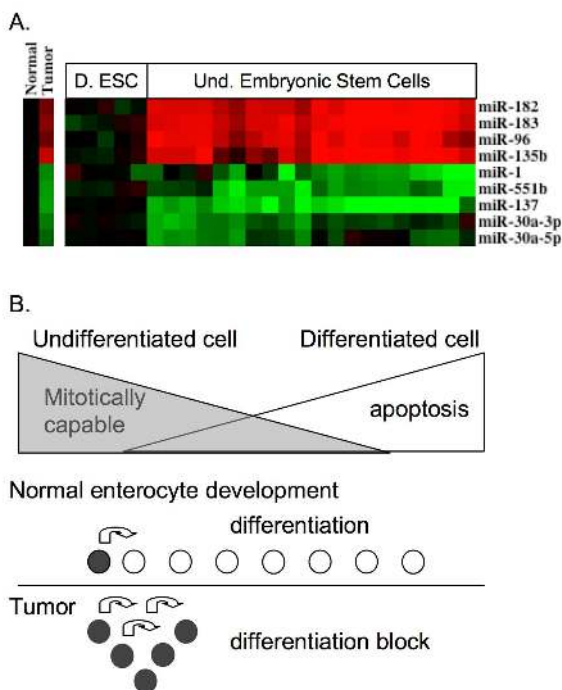 A.
Normal
Tumor
D. ESC
Und. Embryonic Stem Cells
miR-182
miR-183
miR-96
miR-135b
miR-1
miR-551b
miR-137
miR-30a-3p
miR-30a-5p
B.
Undifferentiated cell
Differentiated cell
Mitotically
capable
apoptosis
Normal enterocyte development
differentiation
Tumor
differentiation block